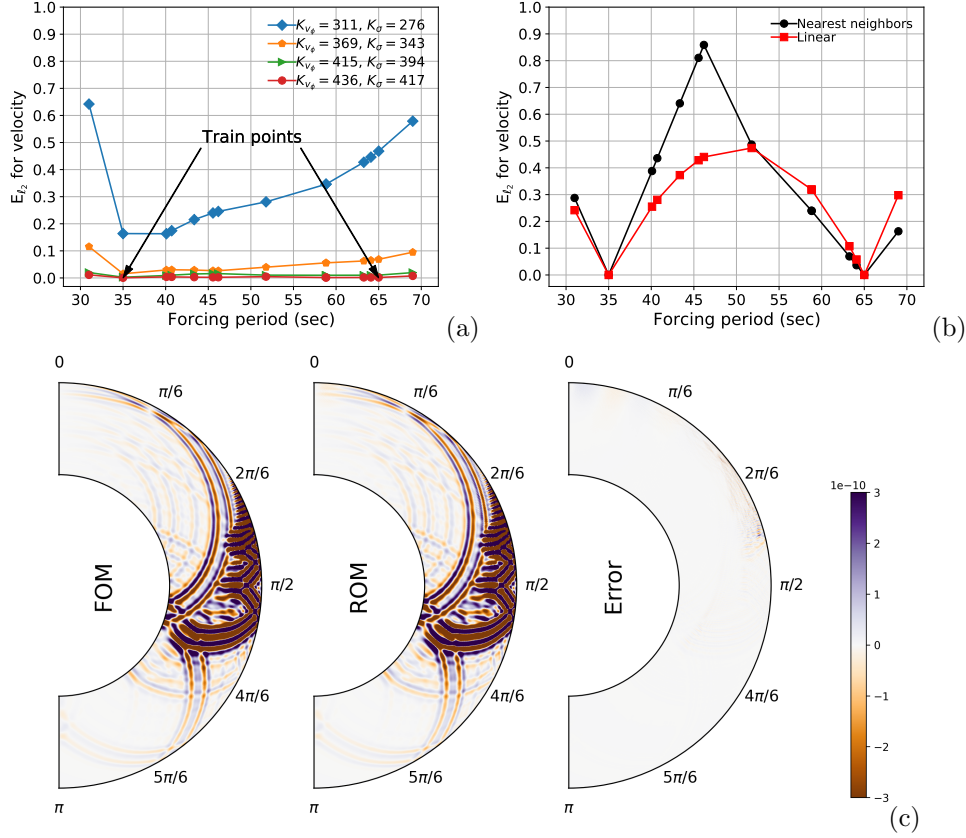 1.0
0.9
0.8
0.7
0.6
0.5
0.4
0.3
0.2
0.1
0.0
E_{ℓ_2} for velocity
K_{v_ϕ} = 311, K_σ = 276
K_{v_ϕ} = 369, K_σ = 343
K_{v_ϕ} = 415, K_σ = 394
K_{v_ϕ} = 436, K_σ = 417
Train points
30 35 40 45 50 55 60 65 70
Forcing period (sec)
(a)
1.0
0.9
0.8
0.7
0.6
0.5
0.4
0.3
0.2
0.1
0.0
E_{ℓ_2} for velocity
Nearest neighbors
Linear
30 35 40 45 50 55 60 65 70
Forcing period (sec)
(b)
0
π/6
2π/6
π/2
4π/6
5π/6
π
FOM
0
π/6
2π/6
π/2
4π/6
5π/6
π
ROM
0
π/6
2π/6
π/2
4π/6
5π/6
π
Error
1e−10
3
2
1
0
−1
−2
−3
(c)